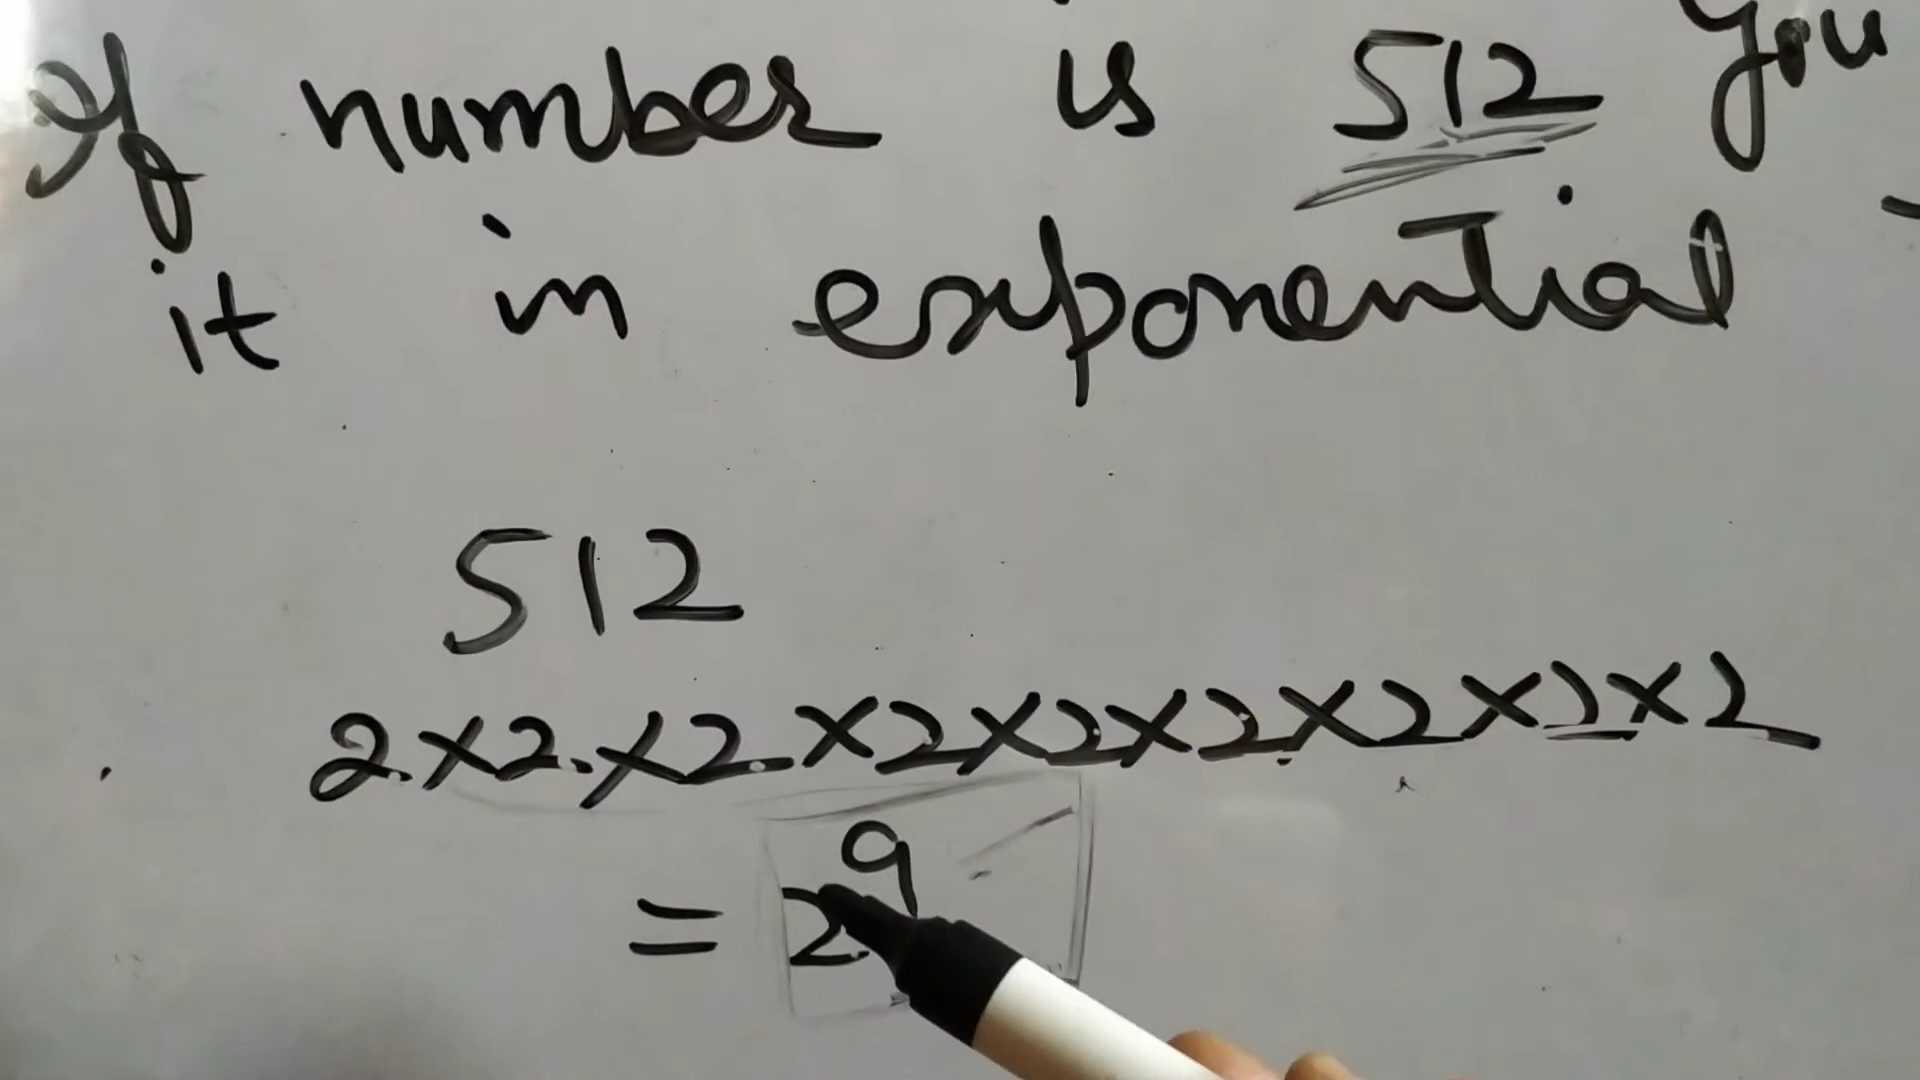 If number is 512 you
it in exponential
512
2×2×2×2×2×2×2×2×2
= 2⁹